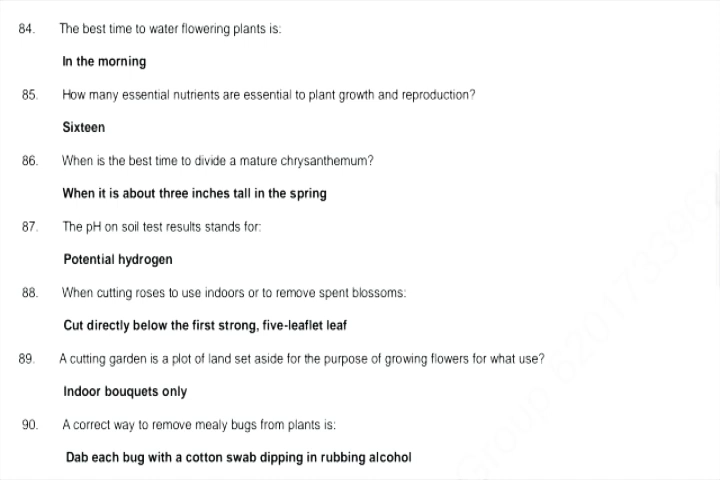 84. The best time to water flowering plants is:
In the morning
85. How many essential nutrients are essential to plant growth and reproduction?
Sixteen
86. When is the best time to divide a mature chrysanthemum?
When it is about three inches tall in the spring
87. The pH on soil test results stands for:
Potential hydrogen
88. When cutting roses to use indoors or to remove spent blossoms:
Cut directly below the first strong, five-leaflet leaf
89. A cutting garden is a plot of land set aside for the purpose of growing flowers for what use?
Indoor bouquets only
90. A correct way to remove mealy bugs from plants is:
Dab each bug with a cotton swab dipping in rubbing alcohol